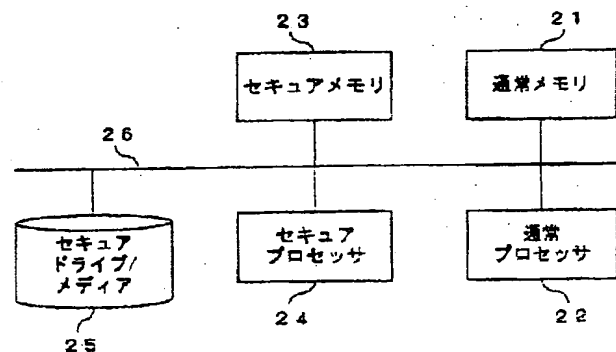 23
21
セキュアメモリ
通常メモリ
26
セキュア
ドライブ/
メディア
セキュア
プロセッサ
通常
プロセッサ
25
24
22